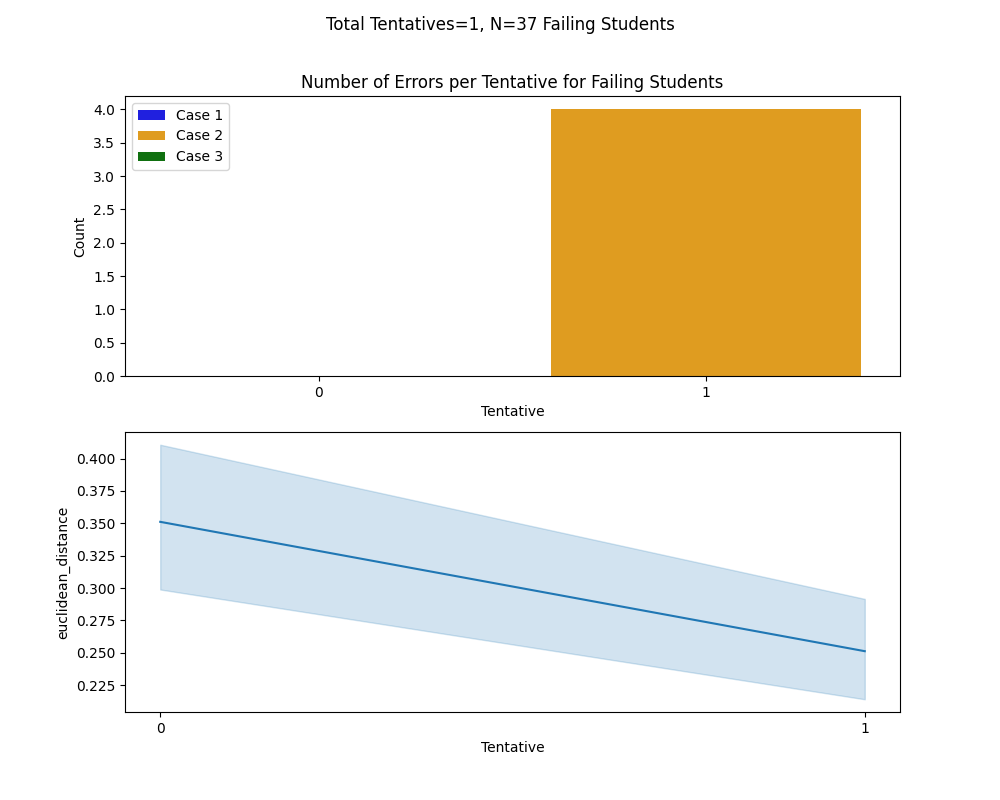 Total Tentatives=1, N=37 Failing Students
Number of Errors per Tentative for Failing Students
Case 1
Case 2
Case 3
4.0
3.5
3.0
2.5
2.0
1.5
1.0
0.5
0.0
Count
0 1
Tentative
0.400
0.375
0.350
0.325
0.300
0.275
0.250
0.225
euclidean_distance
0 1
Tentative